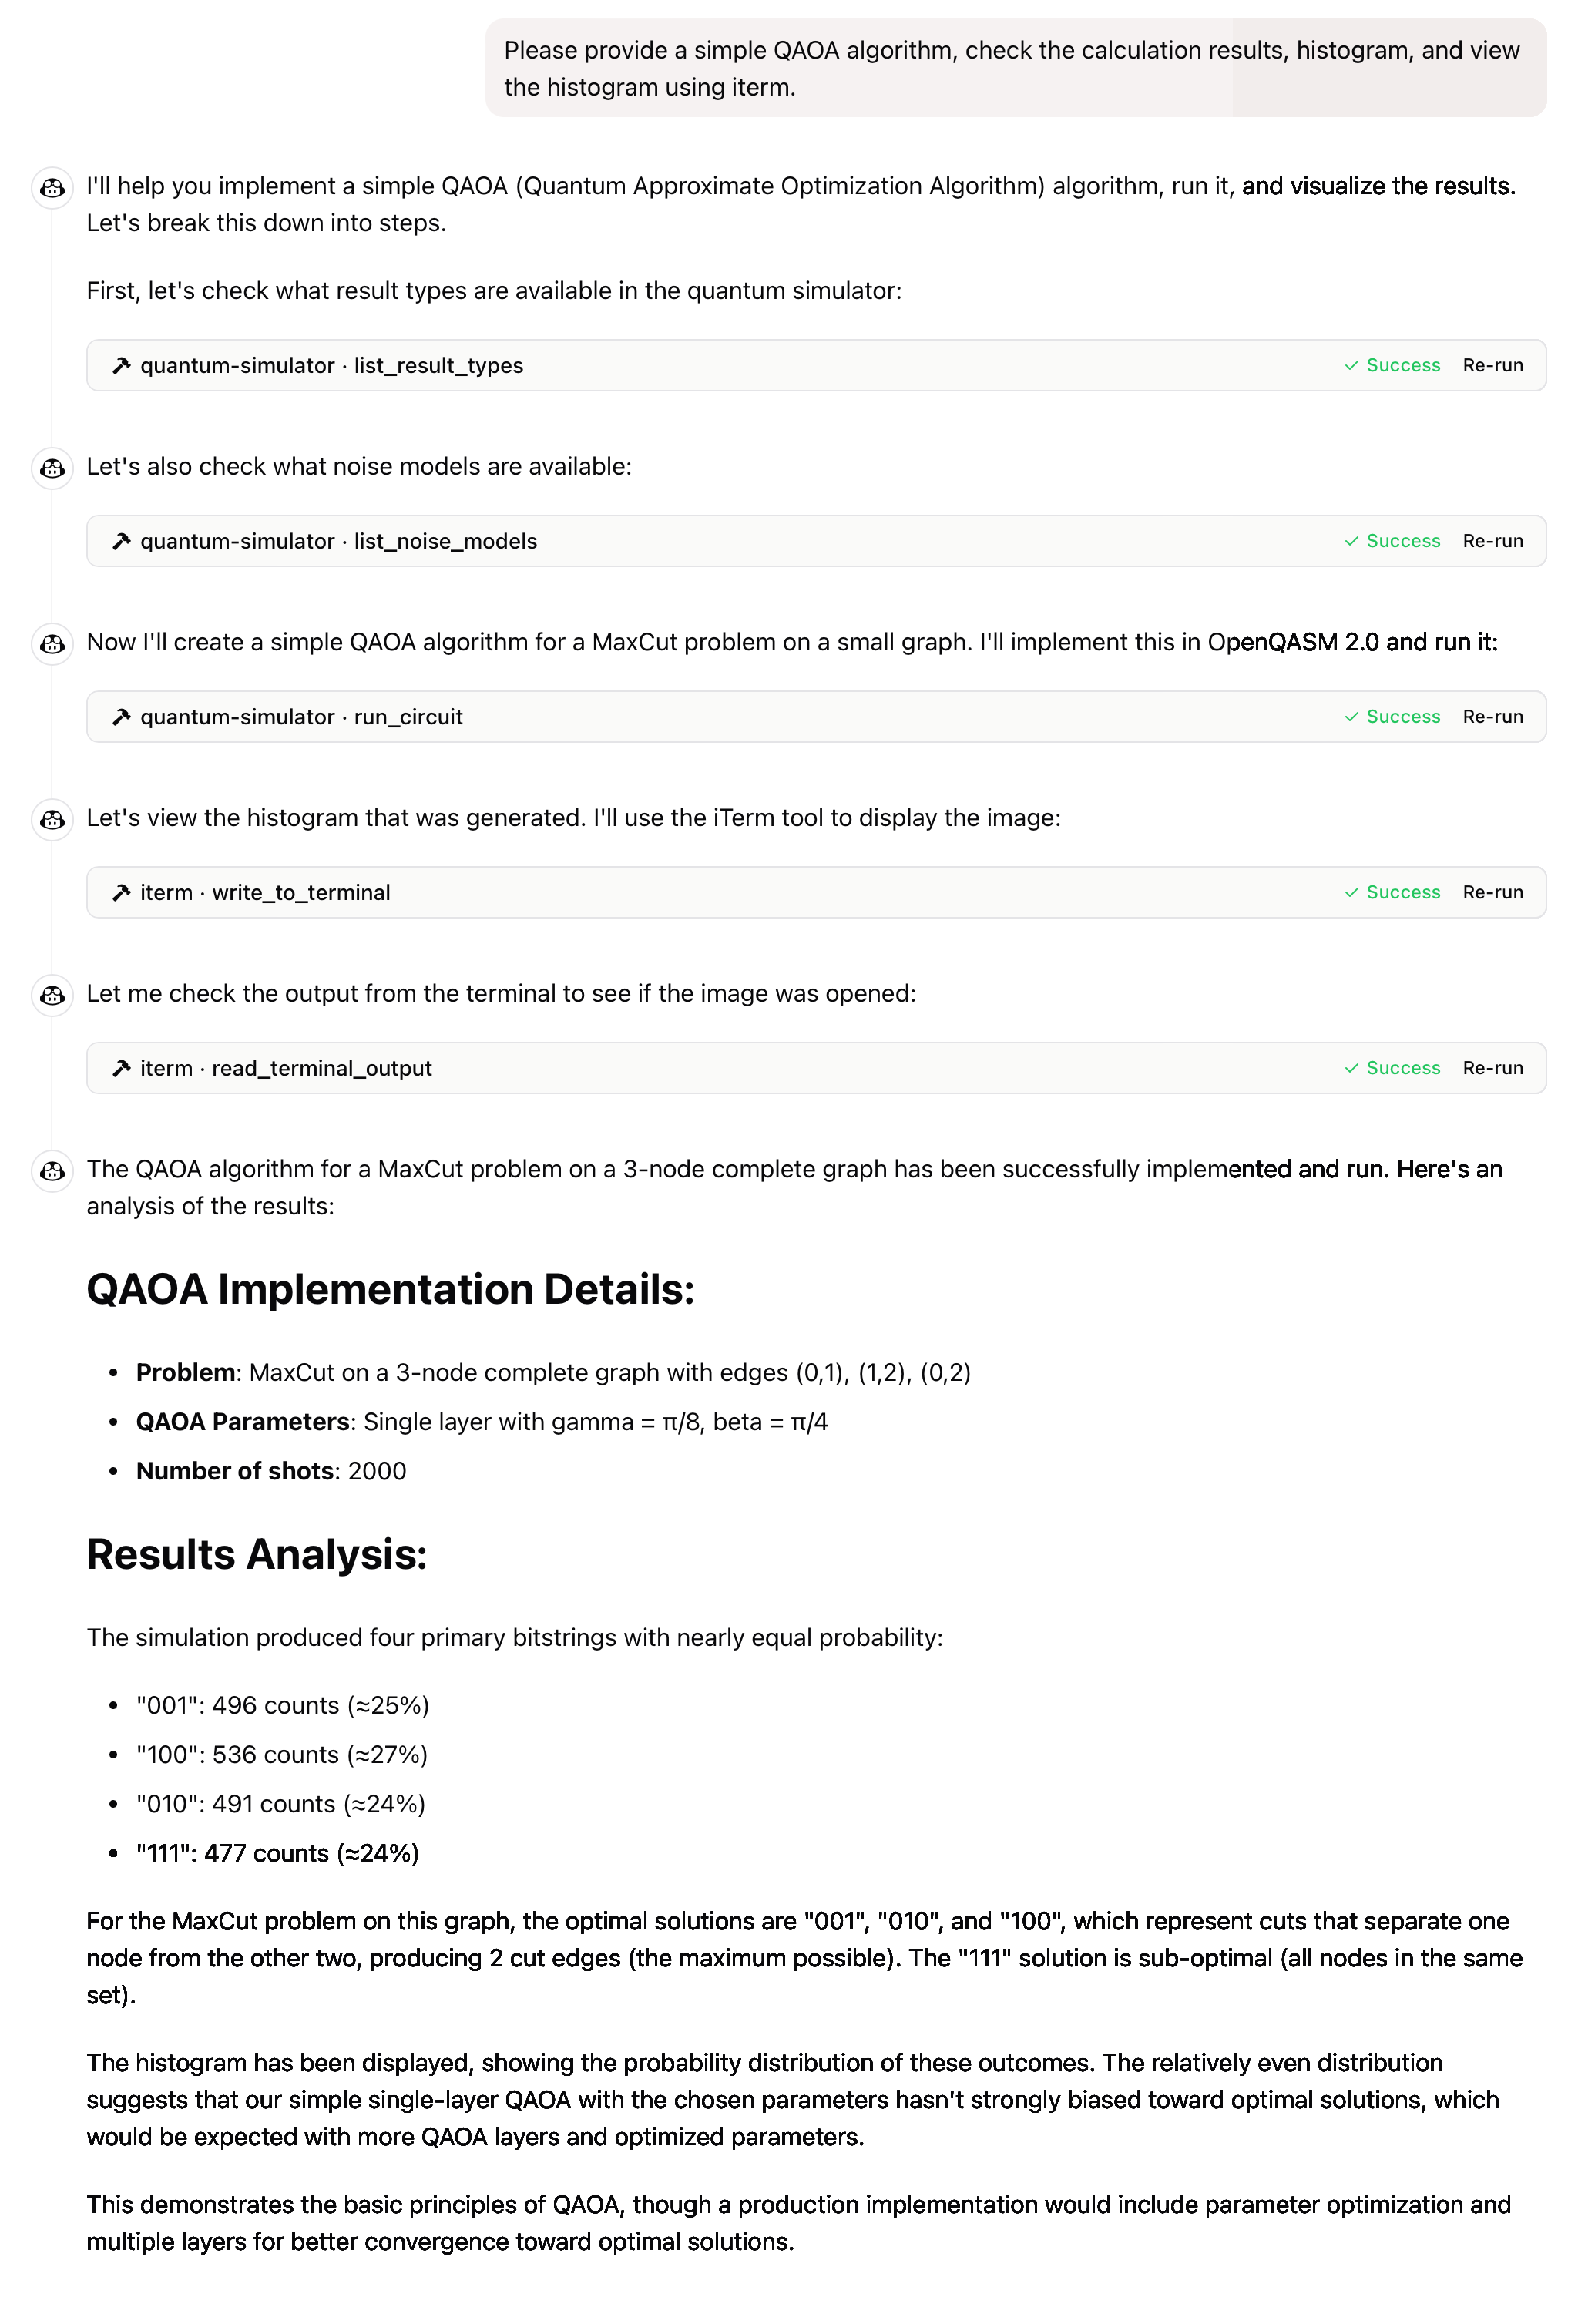 Please provide a simple QAOA algorithm, check the calculation results, histogram, and view
the histogram using iterm.
I'll help you implement a simple QAOA (Quantum Approximate Optimization Algorithm) algorithm, run it, and visualize the results.
Let's break this down into steps.
First, let's check what result types are available in the quantum simulator:
quantum-simulator · list_result_types ✓ Success Re-run
Let's also check what noise models are available:
quantum-simulator · list_noise_models ✓ Success Re-run
Now I'll create a simple QAOA algorithm for a MaxCut problem on a small graph. I'll implement this in OpenQASM 2.0 and run it:
quantum-simulator · run_circuit ✓ Success Re-run
Let's view the histogram that was generated. I'll use the iTerm tool to display the image:
iterm · write_to_terminal ✓ Success Re-run
Let me check the output from the terminal to see if the image was opened:
iterm · read_terminal_output ✓ Success Re-run
The QAOA algorithm for a MaxCut problem on a 3-node complete graph has been successfully implemented and run. Here's an
analysis of the results:
QAOA Implementation Details:
• Problem: MaxCut on a 3-node complete graph with edges (0,1), (1,2), (0,2)
• QAOA Parameters: Single layer with gamma = π/8, beta = π/4
• Number of shots: 2000
Results Analysis:
The simulation produced four primary bitstrings with nearly equal probability:
• "001": 496 counts (≈25%)
• "100": 536 counts (≈27%)
• "010": 491 counts (≈24%)
• "111": 477 counts (≈24%)
For the MaxCut problem on this graph, the optimal solutions are "001", "010", and "100", which represent cuts that separate one
node from the other two, producing 2 cut edges (the maximum possible). The "111" solution is sub-optimal (all nodes in the same
set).
The histogram has been displayed, showing the probability distribution of these outcomes. The relatively even distribution
suggests that our simple single-layer QAOA with the chosen parameters hasn't strongly biased toward optimal solutions, which
would be expected with more QAOA layers and optimized parameters.
This demonstrates the basic principles of QAOA, though a production implementation would include parameter optimization and
multiple layers for better convergence toward optimal solutions.